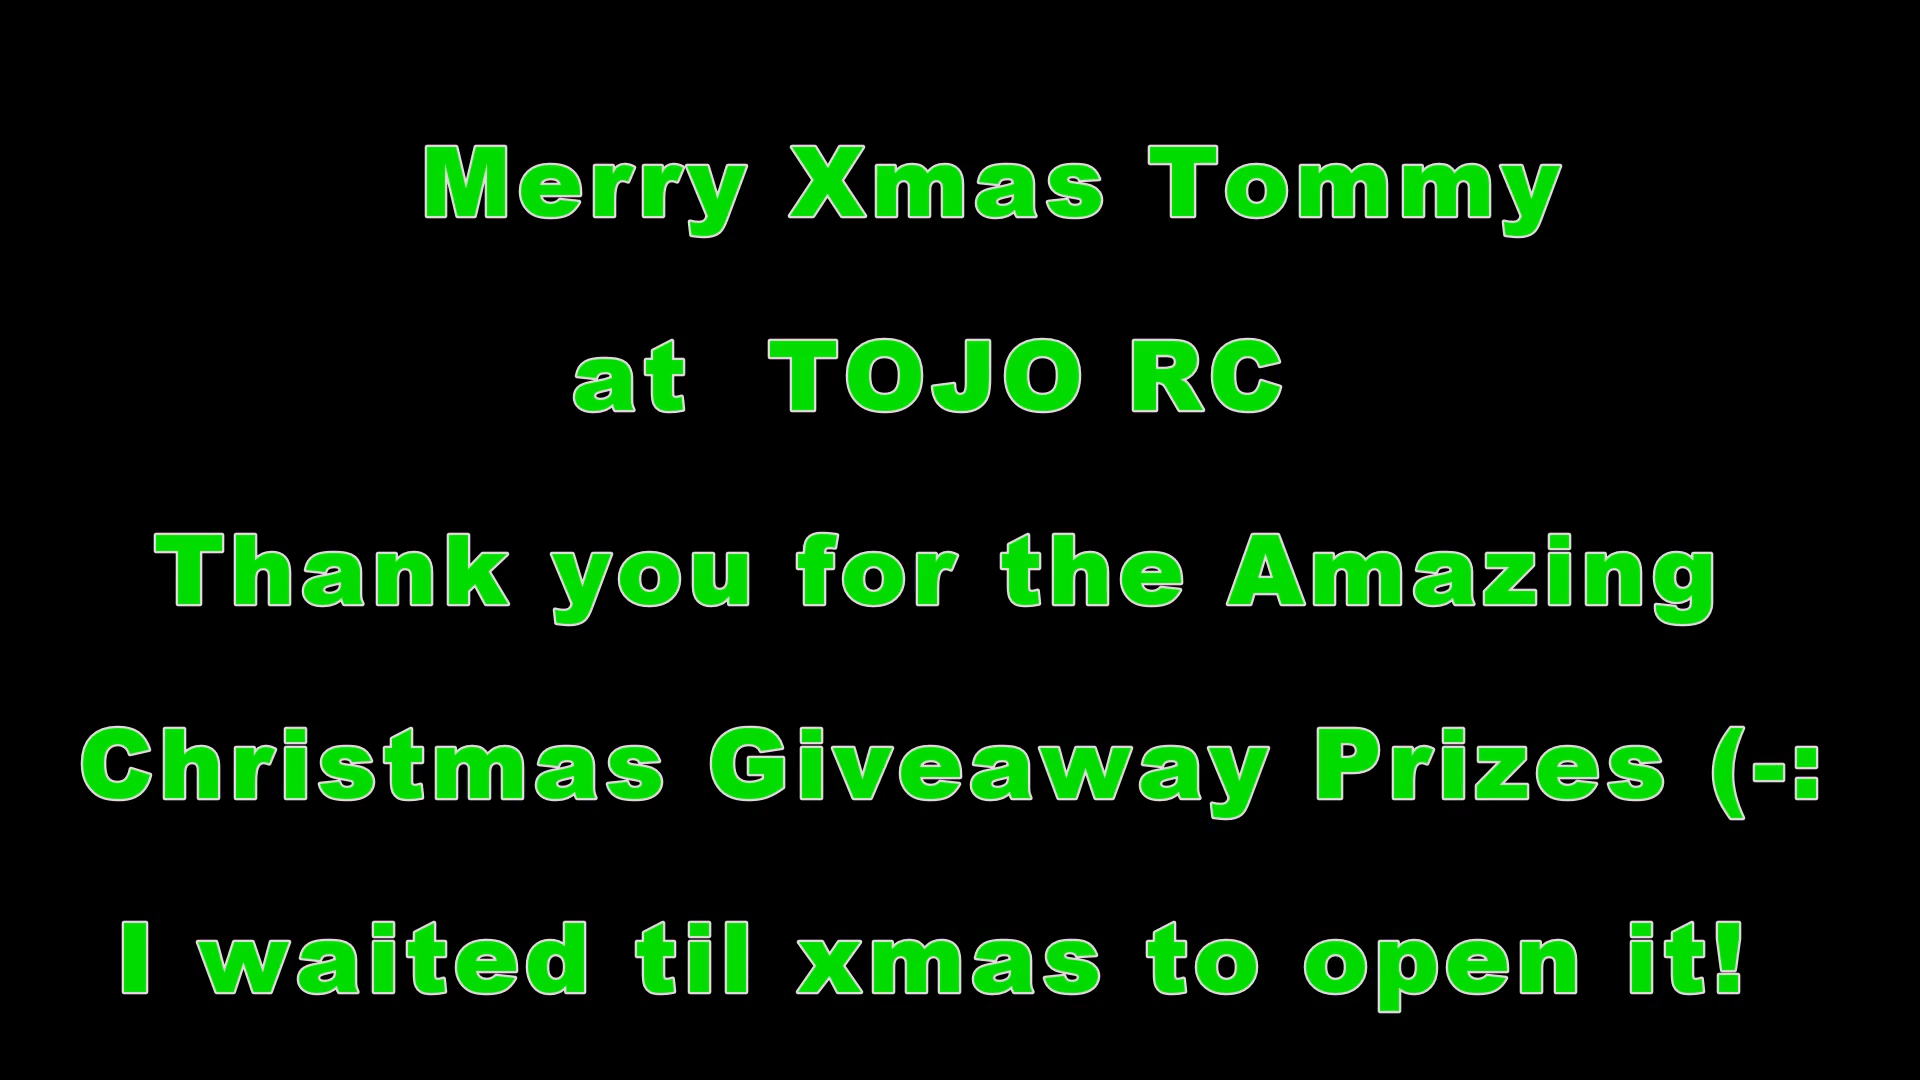 Merry Xmas Tommy
at  TOJO RC
Thank you for the Amazing
Christmas Giveaway Prizes (-:
I waited til xmas to open it!